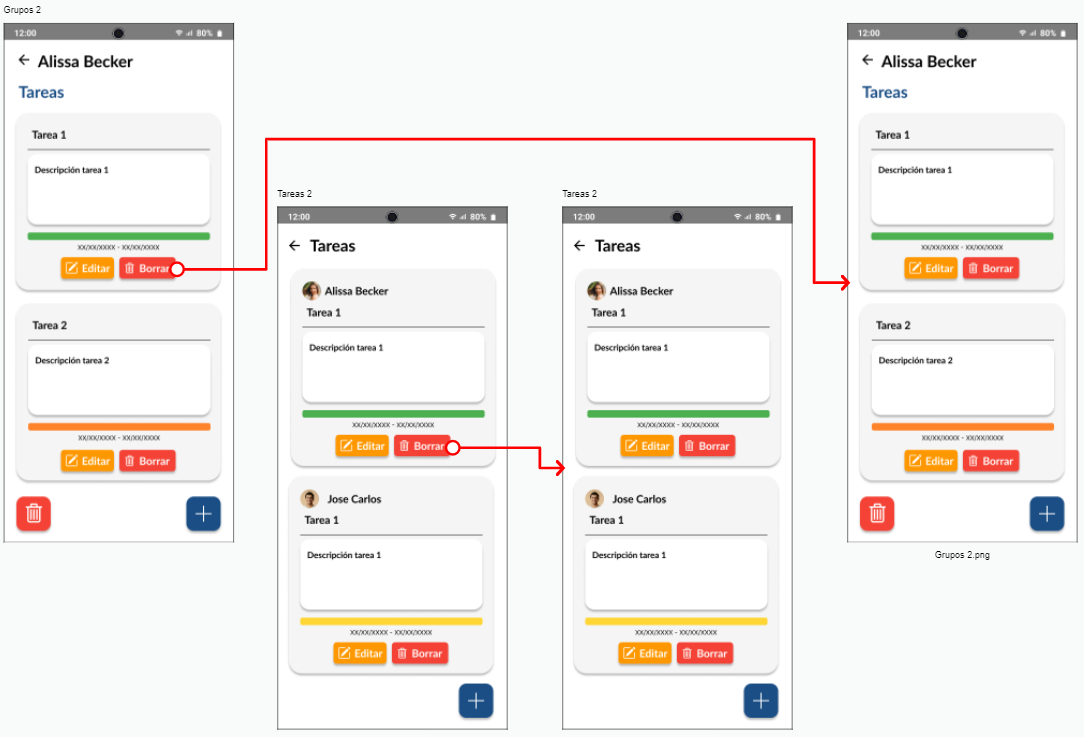 Grupos 2
12:00 80%
Alissa Becker
Tareas
Tarea 1
Descripción tarea 1
xx/xx/xxxx - xx/xx/xxxx
Editar Borrar
Tarea 2
Descripción tarea 2
xx/xx/xxxx - xx/xx/xxxx
Editar Borrar
Tareas 2
12:00 80%
Tareas
Alissa Becker
Tarea 1
Descripción tarea 1
xx/xx/xxxx - xx/xx/xxxx
Editar Borrar
Jose Carlos
Tarea 1
Descripción tarea 1
xx/xx/xxxx - xx/xx/xxxx
Editar Borrar
Tareas 2
12:00 80%
Tareas
Alissa Becker
Tarea 1
Descripción tarea 1
xx/xx/xxxx - xx/xx/xxxx
Editar Borrar
Jose Carlos
Tarea 1
Descripción tarea 1
xx/xx/xxxx - xx/xx/xxxx
Editar Borrar
12:00 80%
Alissa Becker
Tareas
Tarea 1
Descripción tarea 1
xx/xx/xxxx - xx/xx/xxxx
Editar Borrar
Tarea 2
Descripción tarea 2
xx/xx/xxxx - xx/xx/xxxx
Editar Borrar
Grupos 2.png